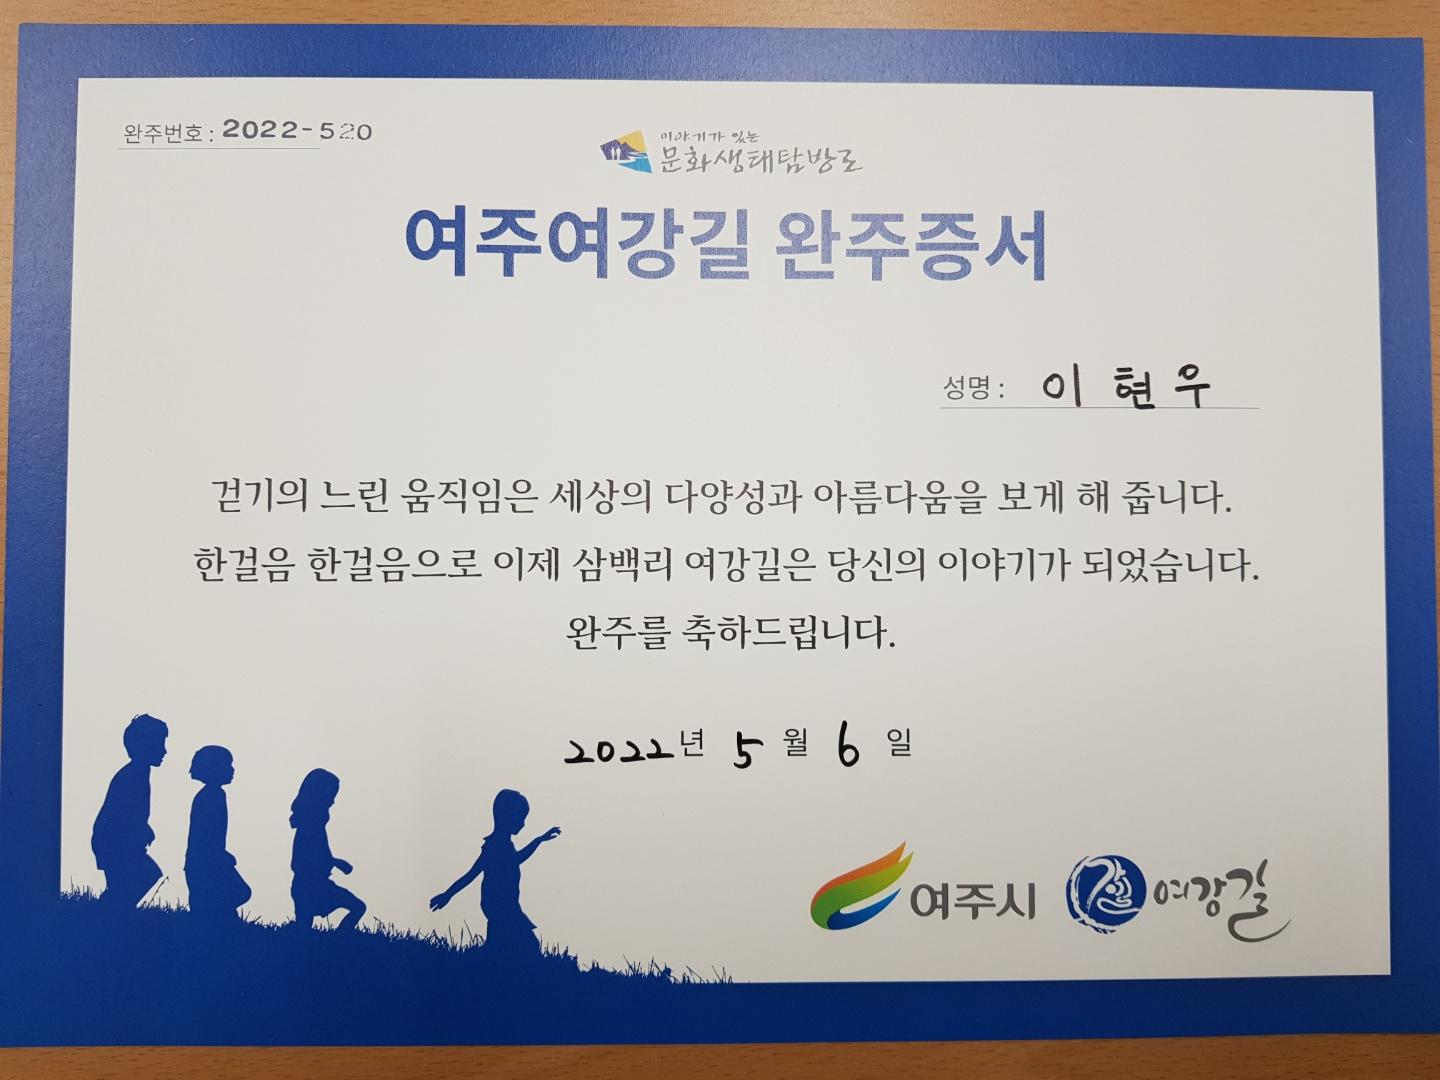 완주번호 : 2022-520
이야기가 있는
문화생태탐방로
여주여강길 완주증서
성명 : 이현우
걷기의 느린 움직임은 세상의 다양성과 아름다움을 보게 해 줍니다.
한걸음 한걸음으로 이제 삼백리 여강길은 당신의 이야기가 되었습니다.
완주를 축하드립니다.
2022년 5월 6일
여주시
여강길